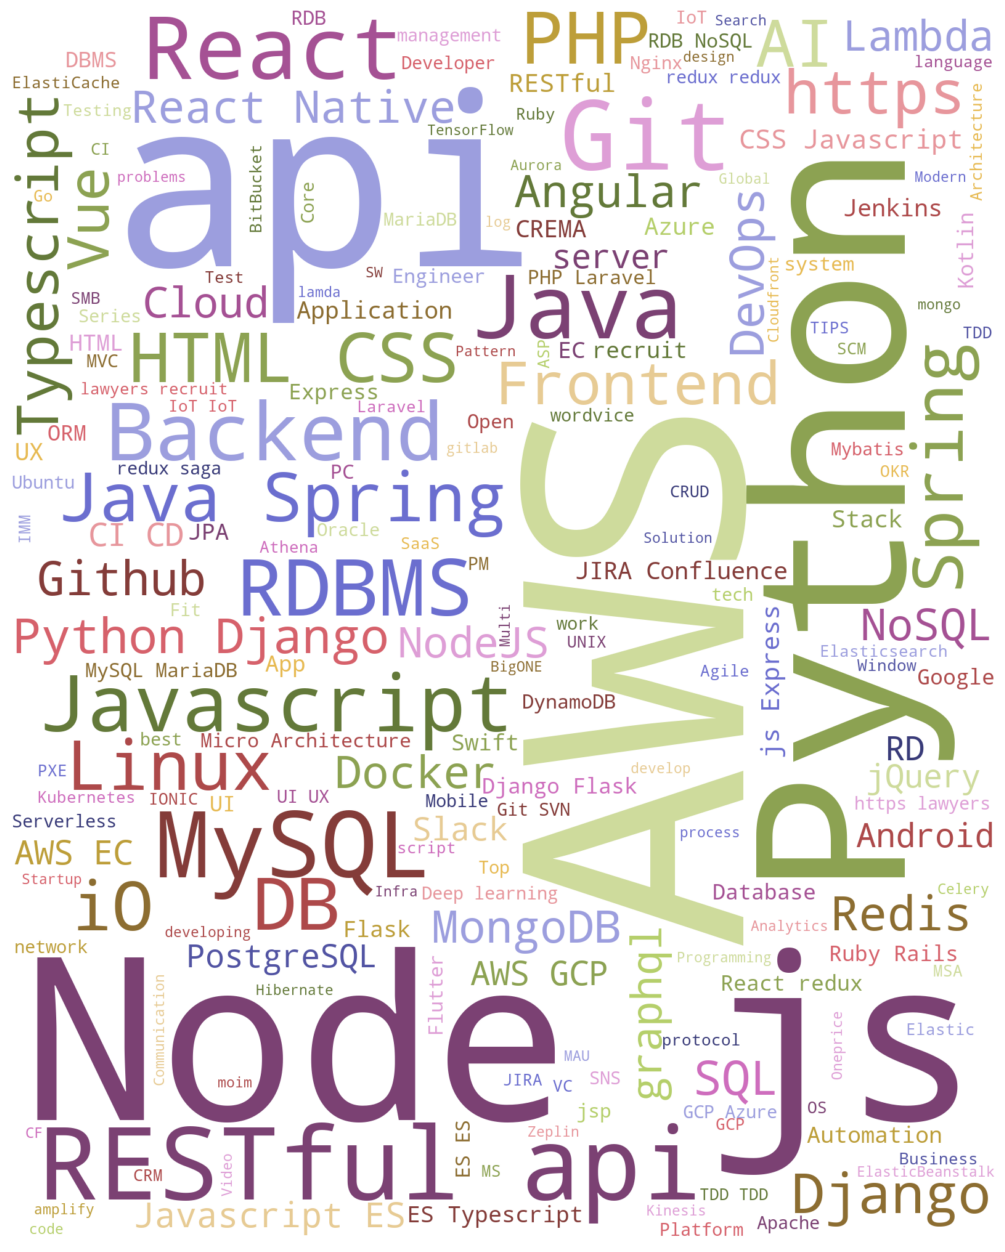 RDB
React
management
PHP
IoT
Search
AI
Lambda
DBMS
Developer
RDB NoSQL
Nginx
design
language
ElastiCache
RESTful
redux redux
https
Typescript
Testing
React Native
Ruby
Git
Architecture
CI
TensorFlow
CSS Javascript
api
BitBucket
Aurora
problems
Vue
Go
Core
Angular
Global
Modern
MariaDB
log
CREMA
Azure
DevOps
Python
Jenkins
Kotlin
server
Test
SW
Engineer
PHP Laravel
Cloudfront
system
SMB
Cloud
lamda
Application
Java
mongo
Series
TIPS
TDD
HTML
HTML CSS
Pattern
ASP
EC
recruit
SCM
MVC
Spring
lawyers recruit
Express
Frontend
IoT IoT
Laravel
Backend
Open
wordvice
ORM
UX
gitlab
AWS
Mybatis
redux saga
PC
OKR
Ubuntu
Java Spring
CRUD
IMM
CI CD
JPA
Oracle
Stack
Athena
SaaS
Solution
Github
RDBMS
PM
JIRA Confluence
Fit
tech
Multi
work
js Express
NoSQL
Python Django
NodeJS
UNIX
Elasticsearch
MySQL MariaDB
App
BigONE
Agile
Window
Google
Javascript
DynamoDB
best
Micro Architecture
Swift
RD
PXE
Linux
Docker
develop
jQuery
Django Flask
Kubernetes
IONIC
UI
UI UX
Mobile
Git SVN
https lawyers
Serverless
MySQL
Slack
process
Android
AWS EC
script
Top
Startup
iO
DB
Infra
Deep learning
Database
Celery
Redis
developing
Flask
MongoDB
Analytics
network
PostgreSQL
graphql
Programming
Ruby Rails
AWS GCP
MSA
Node js
Communication
Hibernate
Flutter
React redux
Oneprice
Elastic
protocol
moim
MAU
JIRA
VC
SNS
SQL
jsp
GCP Azure
OS
GCP
CF
RESTful api
ES ES
Zeplin
Automation
Business
CRM
Video
MS
ElasticBeanstalk
TDD TDD
Django
amplify
Javascript ES
ES Typescript
Kinesis
code
Platform
Apache